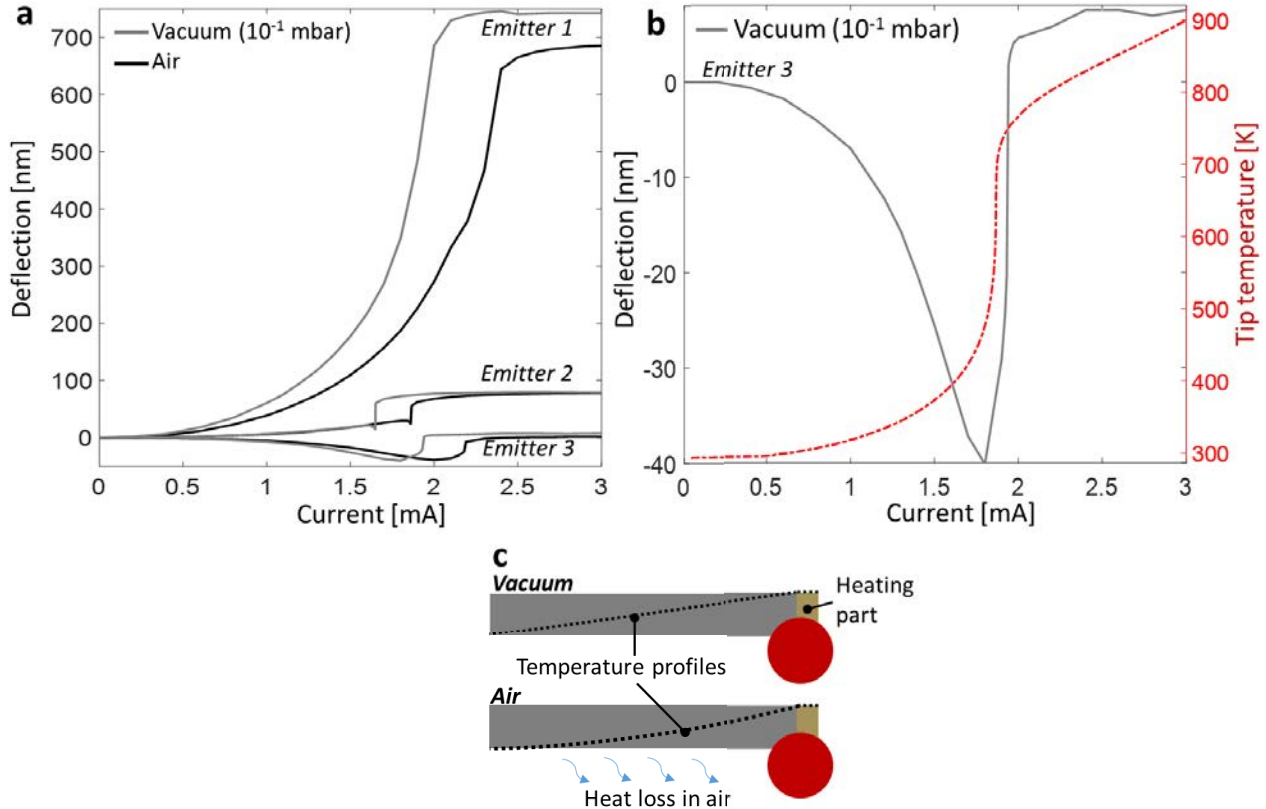 a
Vacuum (10⁻¹ mbar)
Air
Emitter 1
Emitter 2
Emitter 3
700
600
500
400
300
200
100
0
Deflection [nm]
0 0.5 1 1.5 2 2.5 3
Current [mA]
b
Vacuum (10⁻¹ mbar)
Emitter 3
0
-10
-20
-30
-40
Deflection [nm]
900
800
700
600
500
400
300
Tip temperature [K]
0 0.5 1 1.5 2 2.5 3
Current [mA]
c
Vacuum
Heating
part
Temperature profiles
Air
Heat loss in air